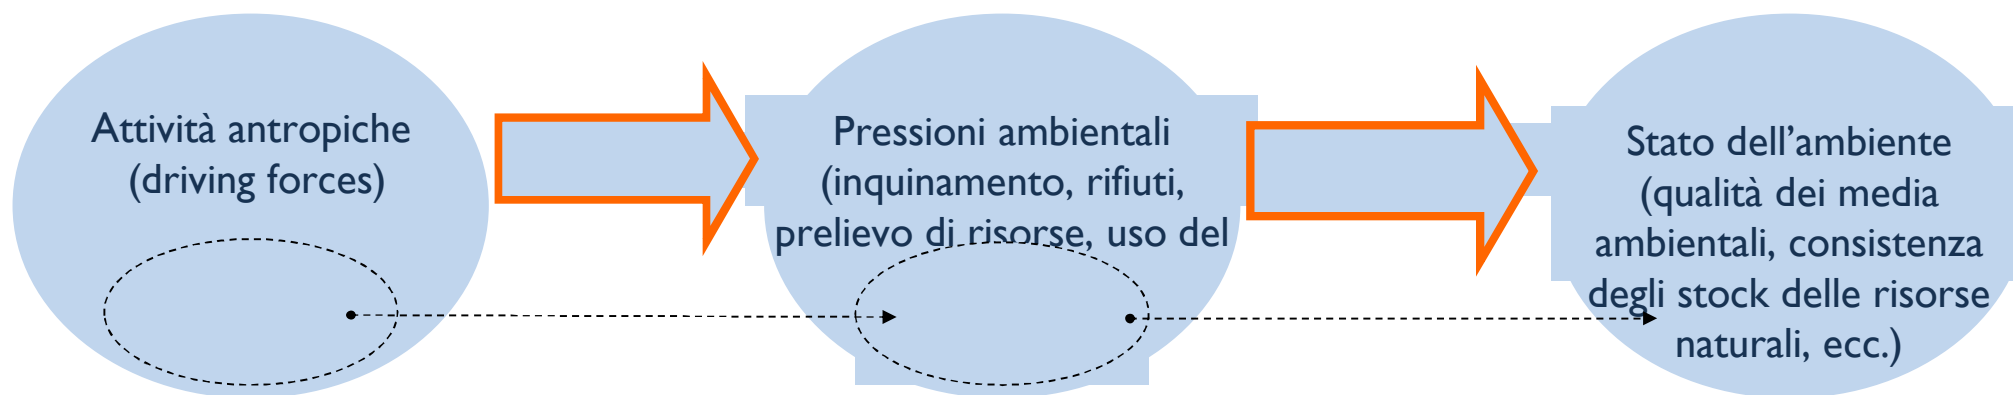 Attività antropiche
(driving forces)
Pressioni ambientali
(inquinamento, rifiuti,
prelievo di risorse, uso del
Stato dell’ambiente
(qualità dei media
ambientali, consistenza
degli stock delle risorse
naturali, ecc.)